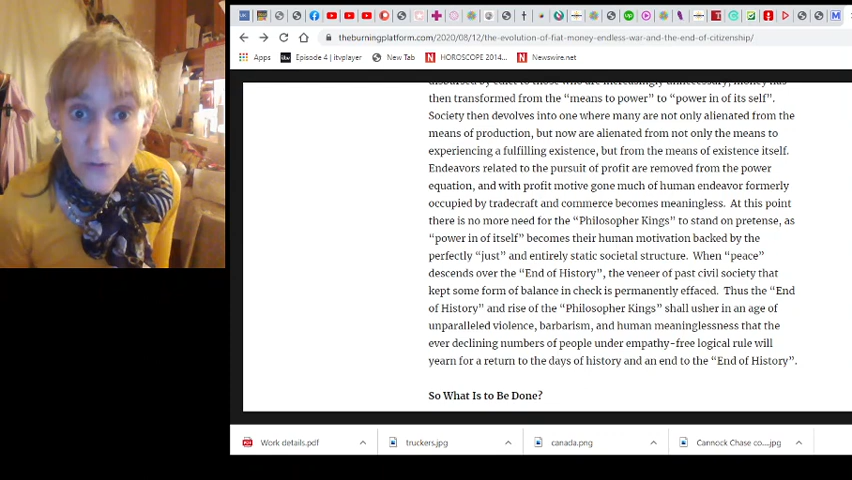 theburningplatform.com/2020/08/12/the-evolution-of-fiat-money-endless-war-and-the-end-of-citizenship/
Apps Episode 4 | itvplayer New Tab HOROSCOPE 2014... Newswire.net
then transformed from the “means to power” to “power in of its self”.
Society then devolves into one where many are not only alienated from the
means of production, but now are alienated from not only the means to
experiencing a fulfilling existence, but from the means of existence itself.
Endeavors related to the pursuit of profit are removed from the power
equation, and with profit motive gone much of human endeavor formerly
occupied by tradecraft and commerce becomes meaningless. At this point
there is no more need for the “Philosopher Kings” to stand on pretense, as
“power in of itself” becomes their human motivation backed by the
perfectly “just” and entirely static societal structure. When “peace”
descends over the “End of History”, the veneer of past civil society that
kept some form of balance in check is permanently effaced. Thus the “End
of History” and rise of the “Philosopher Kings” shall usher in an age of
unparalleled violence, barbarism, and human meaninglessness that the
ever declining numbers of people under empathy-free logical rule will
yearn for a return to the days of history and an end to the “End of History”.
So What Is to Be Done?
Work details.pdf truckers.jpg canada.png Cannock Chase co....jpg